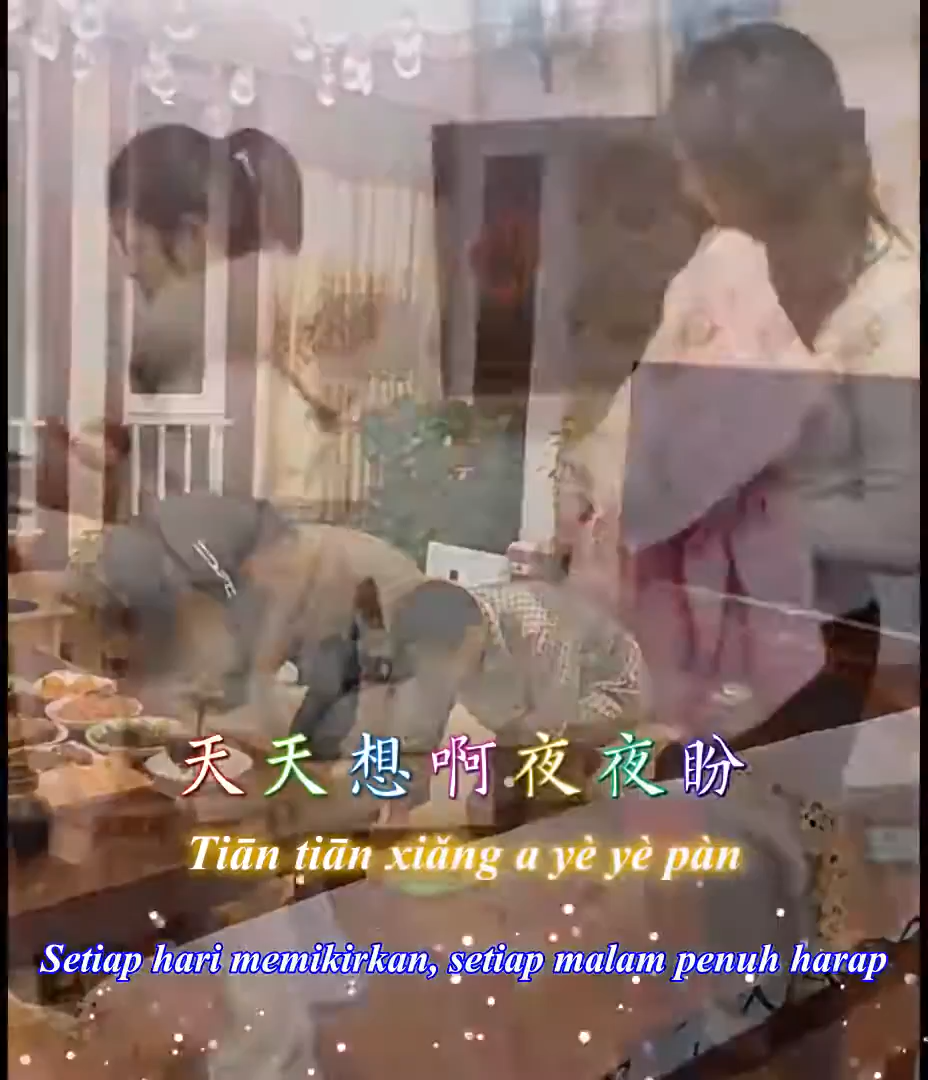 天天想啊夜夜盼
Tiān tiān xiǎng a yè yè pàn
Setiap hari memikirkan, setiap malam penuh harap